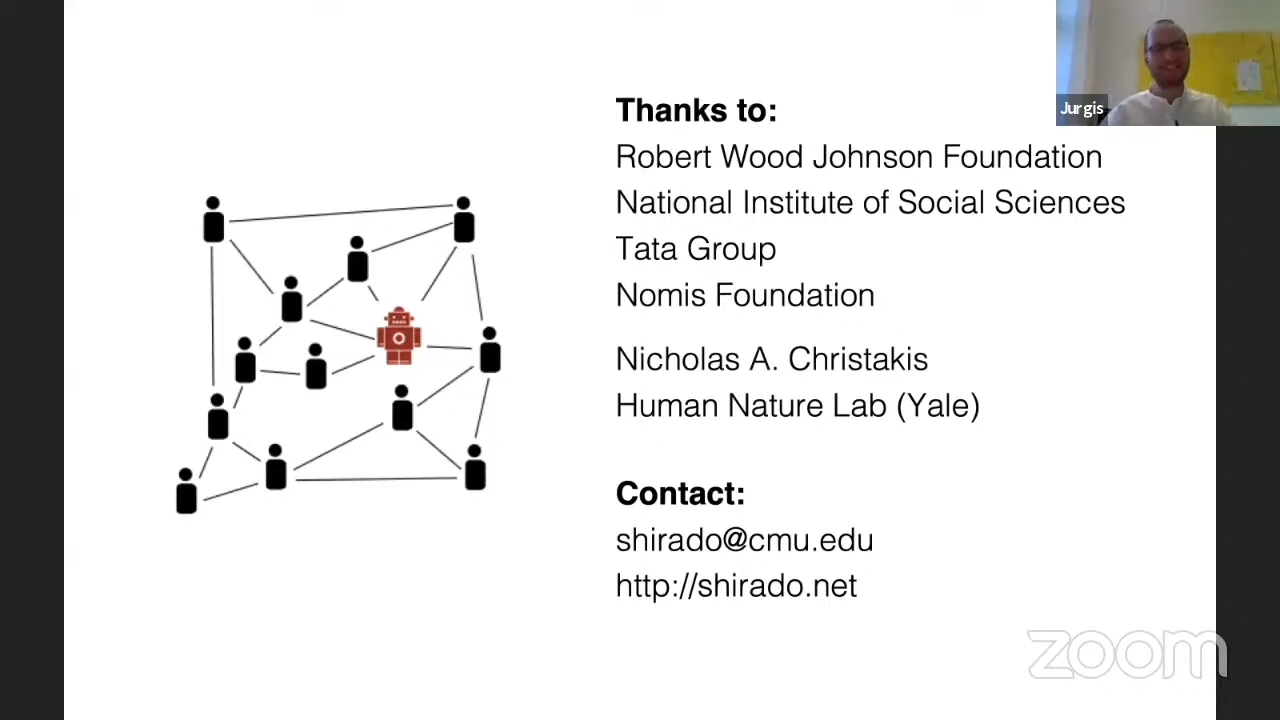 Thanks to:
Robert Wood Johnson Foundation
National Institute of Social Sciences
Tata Group
Nomis Foundation
Nicholas A. Christakis
Human Nature Lab (Yale)
Contact:
shirado@cmu.edu
http://shirado.net
Jurgis
zoom